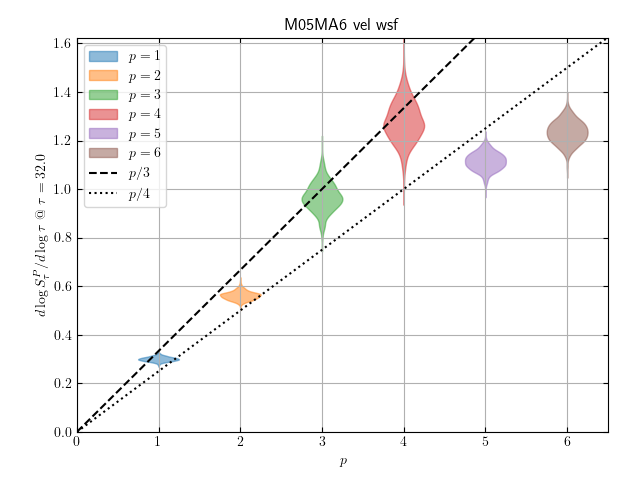 M05MA6 vel wsf
d log S_τ^P / d log τ @ τ = 32.0
1.6
1.4
1.2
1.0
0.8
0.6
0.4
0.2
0.0
p = 1
p = 2
p = 3
p = 4
p = 5
p = 6
p/3
p/4
0 1 2 3 4 5 6
p